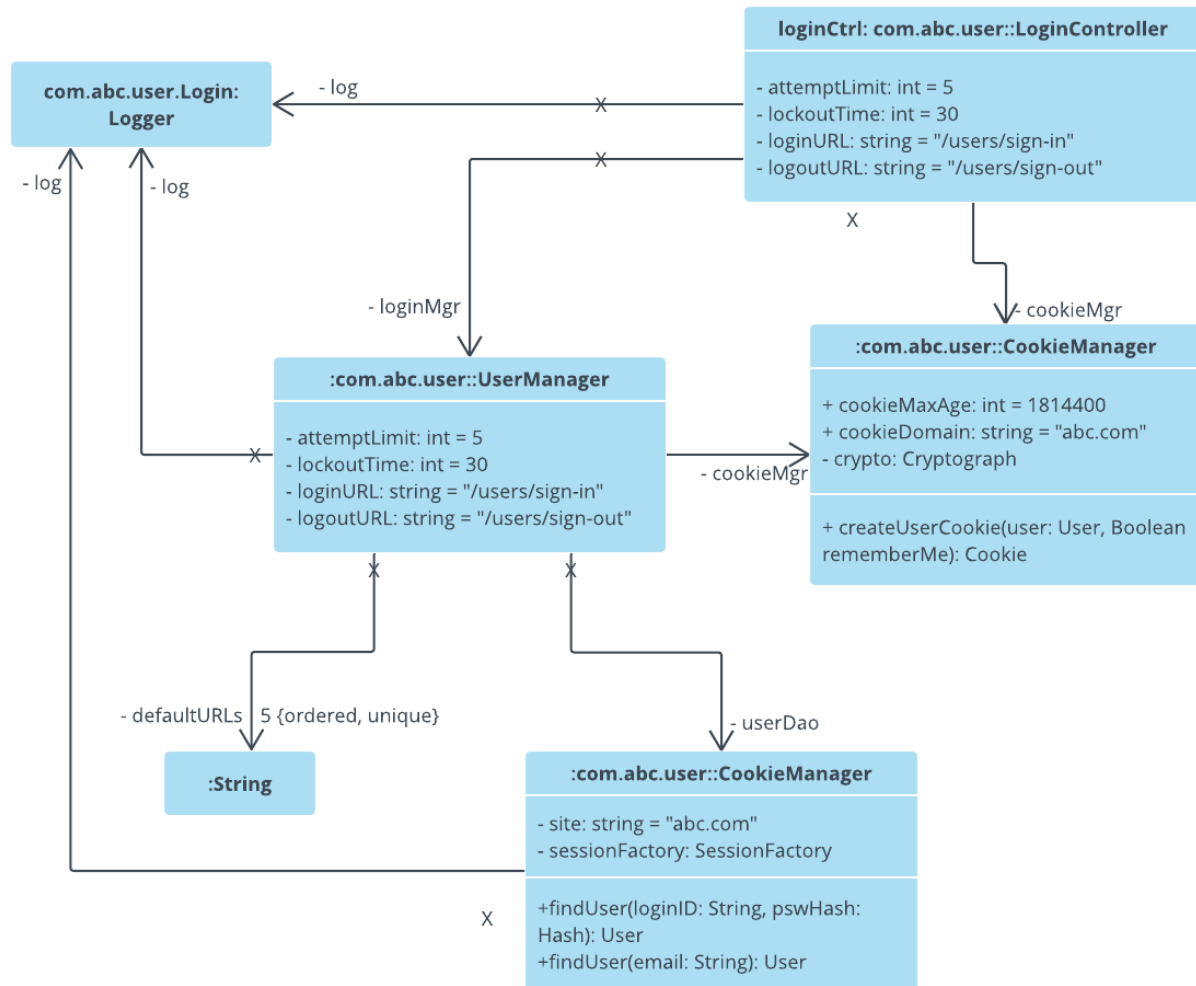 loginCtrl: com.abc.user::LoginController
- attemptLimit: int = 5
- lockoutTime: int = 30
- loginURL: string = "/users/sign-in"
- logoutURL: string = "/users/sign-out"
com.abc.user.Login:
Logger
- log
X
X
- log
- log
X
- loginMgr
- cookieMgr
:com.abc.user::CookieManager
+ cookieMaxAge: int = 1814400
+ cookieDomain: string = "abc.com"
- crypto: Cryptograph
+ createUserCookie(user: User, Boolean
rememberMe): Cookie
:com.abc.user::UserManager
- attemptLimit: int = 5
- lockoutTime: int = 30
- loginURL: string = "/users/sign-in"
- logoutURL: string = "/users/sign-out"
X
- cookieMgr
X
X
- defaultURLs
5 {ordered, unique}
- userDao
:String
:com.abc.user::CookieManager
- site: string = "abc.com"
- sessionFactory: SessionFactory
+findUser(loginID: String, pswHash:
Hash): User
+findUser(email: String): User
X